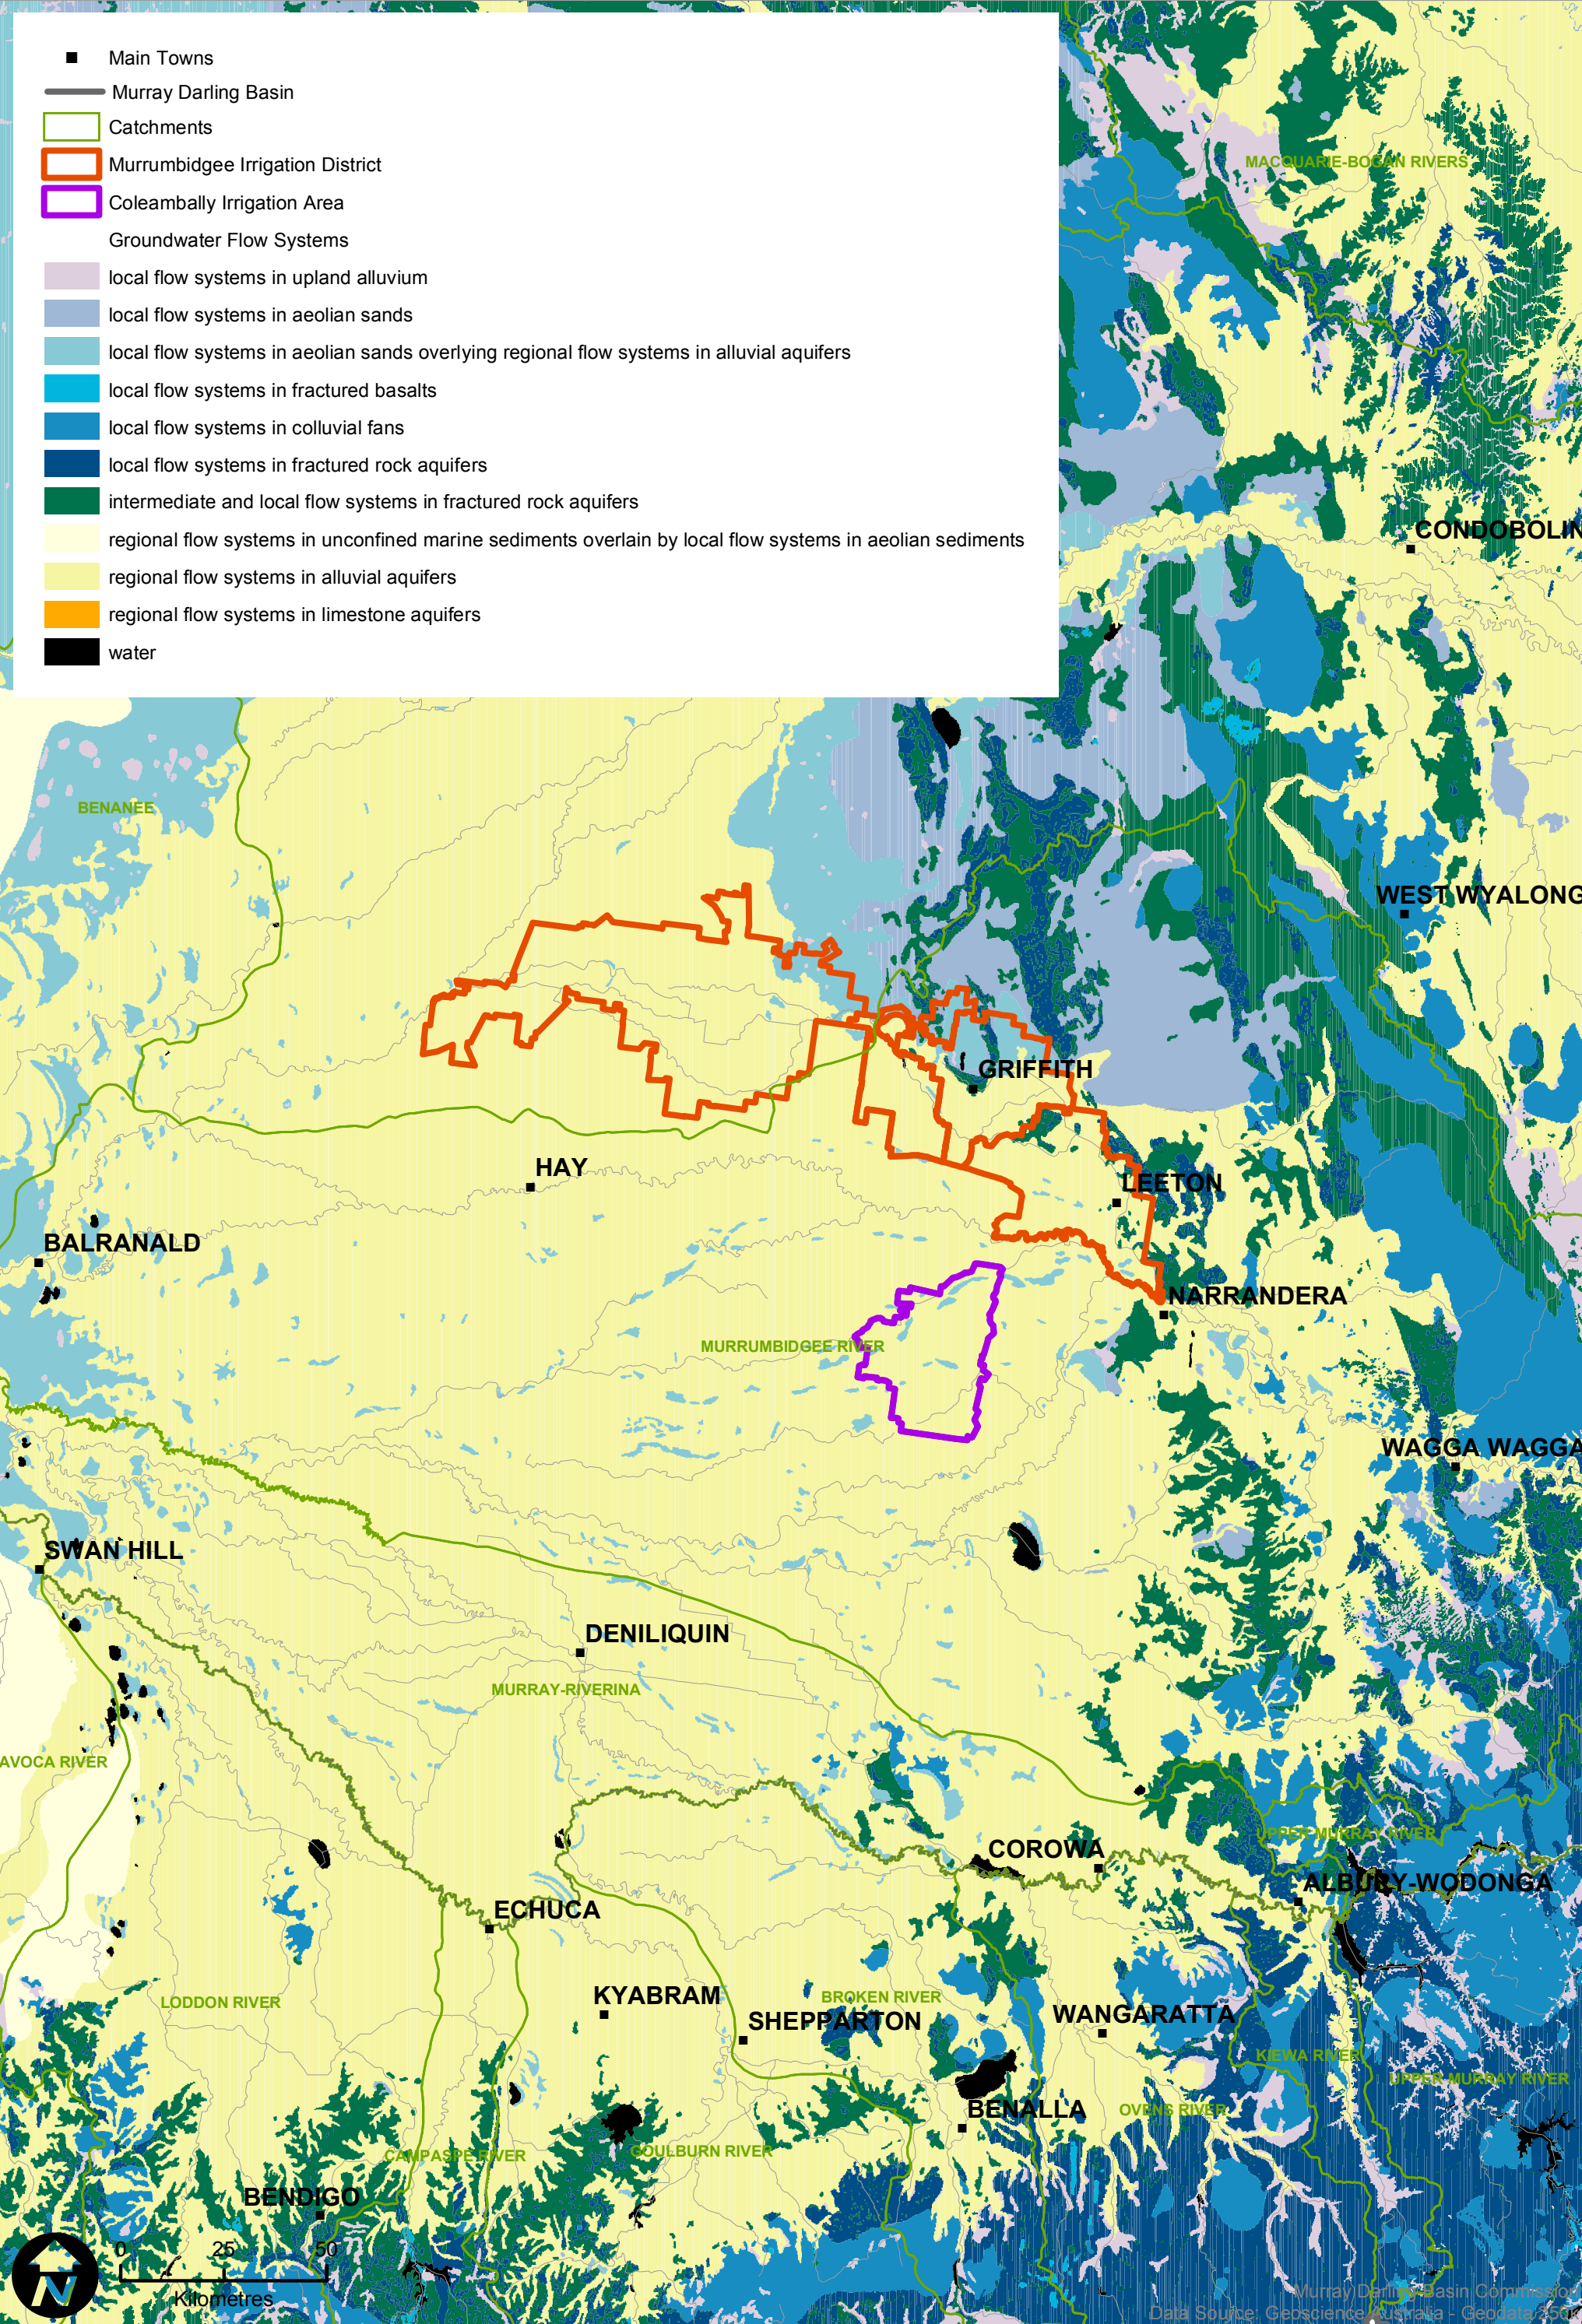 Main Towns
Murray Darling Basin
Catchments
Murrumbidgee Irrigation District
Coleambally Irrigation Area
Groundwater Flow Systems
local flow systems in upland alluvium
local flow systems in aeolian sands
local flow systems in aeolian sands overlying regional flow systems in alluvial aquifers
local flow systems in fractured basalts
local flow systems in colluvial fans
local flow systems in fractured rock aquifers
intermediate and local flow systems in fractured rock aquifers
regional flow systems in unconfined marine sediments overlain by local flow systems in aeolian sediments
regional flow systems in alluvial aquifers
regional flow systems in limestone aquifers
water
MACQUARIE-BOGAN RIVERS
CONDOBOLIN
BENANEE
WEST WYALONG
GRIFFITH
HAY
LEETON
BALRANALD
NARRANDERA
MURRUMBIDGEE RIVER
WAGGA WAGGA
SWAN HILL
DENILIQUIN
MURRAY-RIVERINA
AVOCA RIVER
UPPER MURRAY RIVER
COROWA
ALBURY-WODONGA
ECHUCA
KYABRAM
BROKEN RIVER
LODDON RIVER
SHEPPARTON
WANGARATTA
KIEWA RIVER
UPPER MURRAY RIVER
BENALLA
OVENS RIVER
GOULBURN RIVER
CAMPASPE RIVER
BENDIGO
0 25 50
Kilometres
N
Murray Darling Basin Commission
Data Source: Geoscience Australia - Geodata